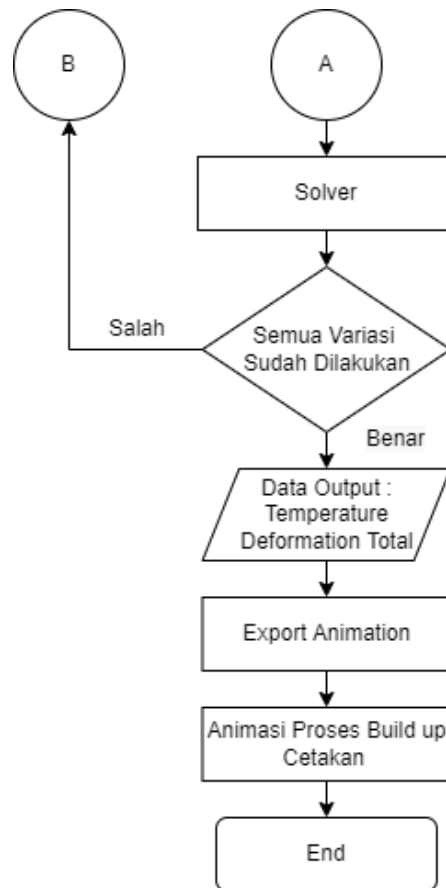 B
A
Solver
Salah
Semua Variasi
Sudah Dilakukan
Benar
Data Output :
Temperature
Deformation Total
Export Animation
Animasi Proses Build up
Cetakan
End